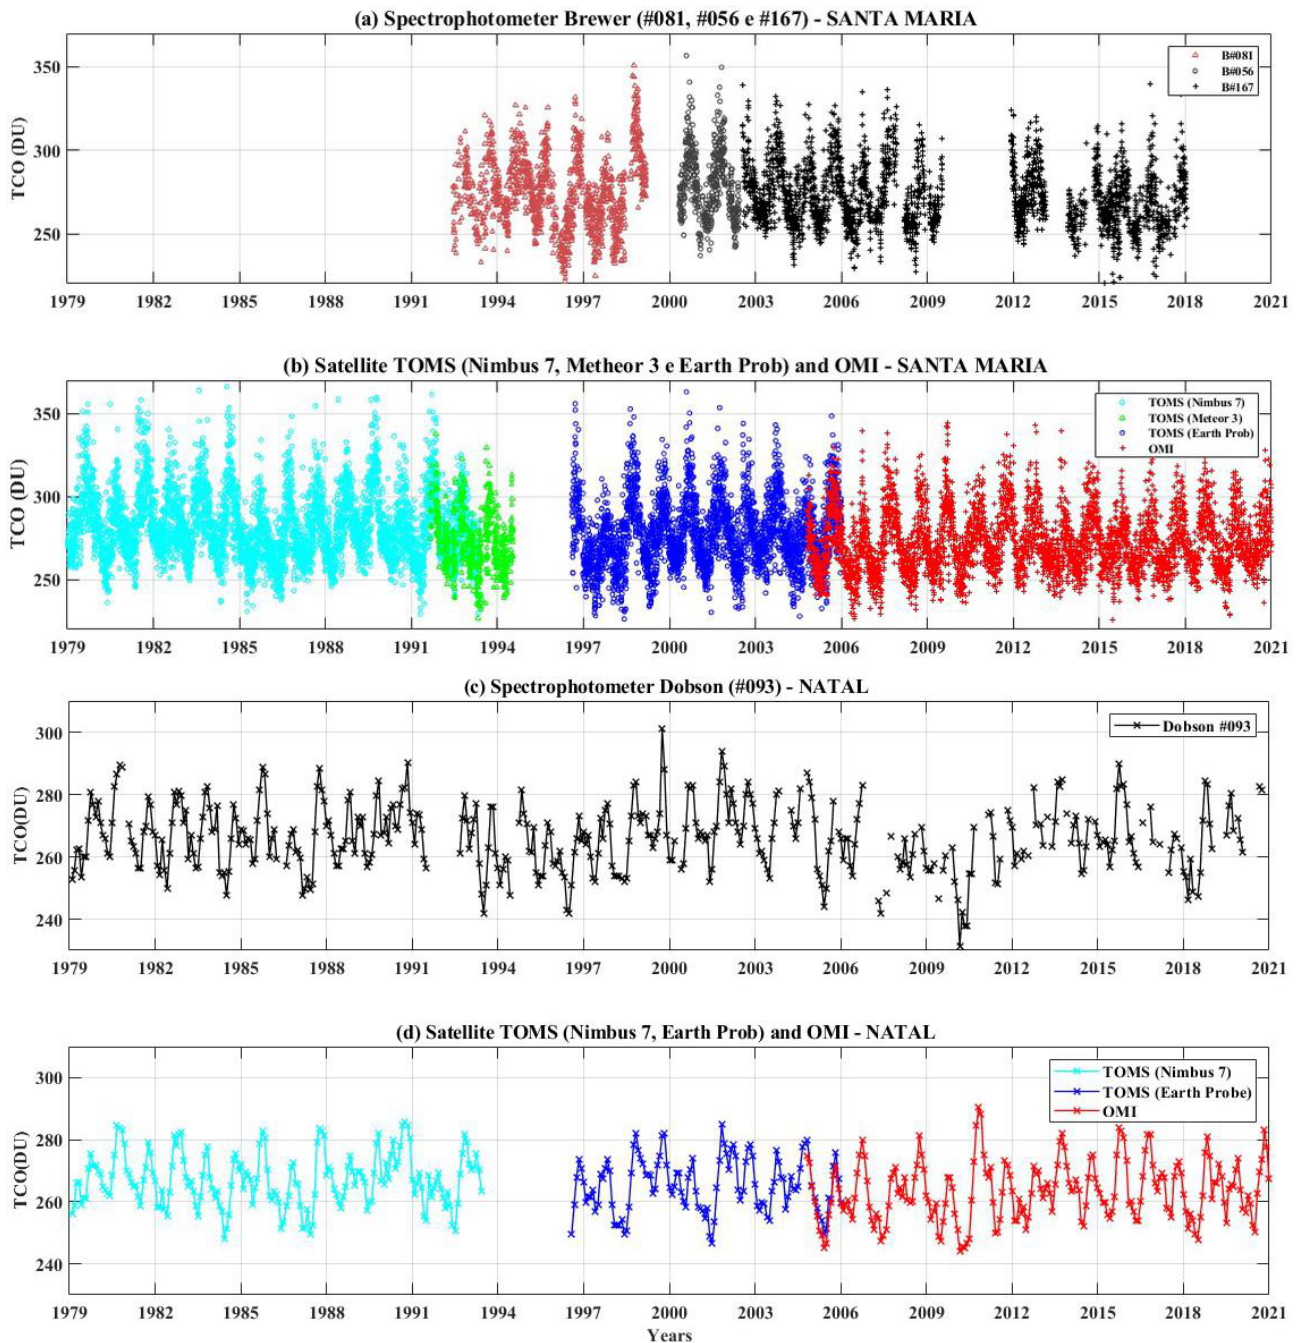 (a) Spectrophotometer Brewer (#081, #056 e #167) - SANTA MARIA
TCO (DU)
350
300
250
B#081
B#056
B#167
1979 1982 1985 1988 1991 1994 1997 2000 2003 2006 2009 2012 2015 2018 2021
(b) Satellite TOMS (Nimbus 7, Metheor 3 e Earth Prob) and OMI - SANTA MARIA
TCO (DU)
350
300
250
TOMS (Nimbus 7)
TOMS (Meteor 3)
TOMS (Earth Prob)
OMI
1979 1982 1985 1988 1991 1994 1997 2000 2003 2006 2009 2012 2015 2018 2021
(c) Spectrophotometer Dobson (#093) - NATAL
TCO(DU)
300
280
260
240
Dobson #093
1979 1982 1985 1988 1991 1994 1997 2000 2003 2006 2009 2012 2015 2018 2021
(d) Satellite TOMS (Nimbus 7, Earth Prob) and OMI - NATAL
TCO(DU)
300
280
260
240
TOMS (Nimbus 7)
TOMS (Earth Probe)
OMI
1979 1982 1985 1988 1991 1994 1997 2000 2003 2006 2009 2012 2015 2018 2021
Years